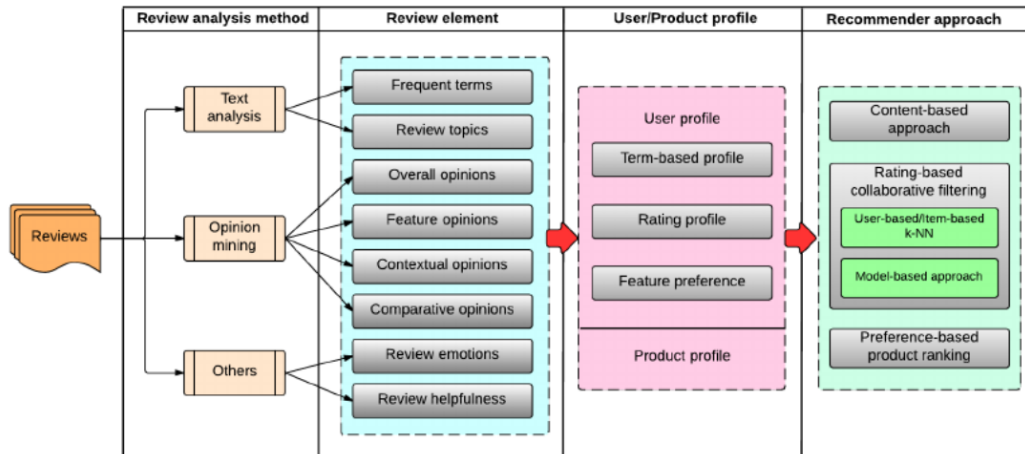 Review analysis method
Review element
User/Product profile
Recommender approach
Reviews
Text
analysis
Opinion
mining
Others
Frequent terms
Review topics
Overall opinions
Feature opinions
Contextual opinions
Comparative opinions
Review emotions
Review helpfulness
User profile
Term-based profile
Rating profile
Feature preference
Product profile
Content-based
approach
Rating-based
collaborative filtering
User-based/Item-based
k-NN
Model-based approach
Preference-based
product ranking